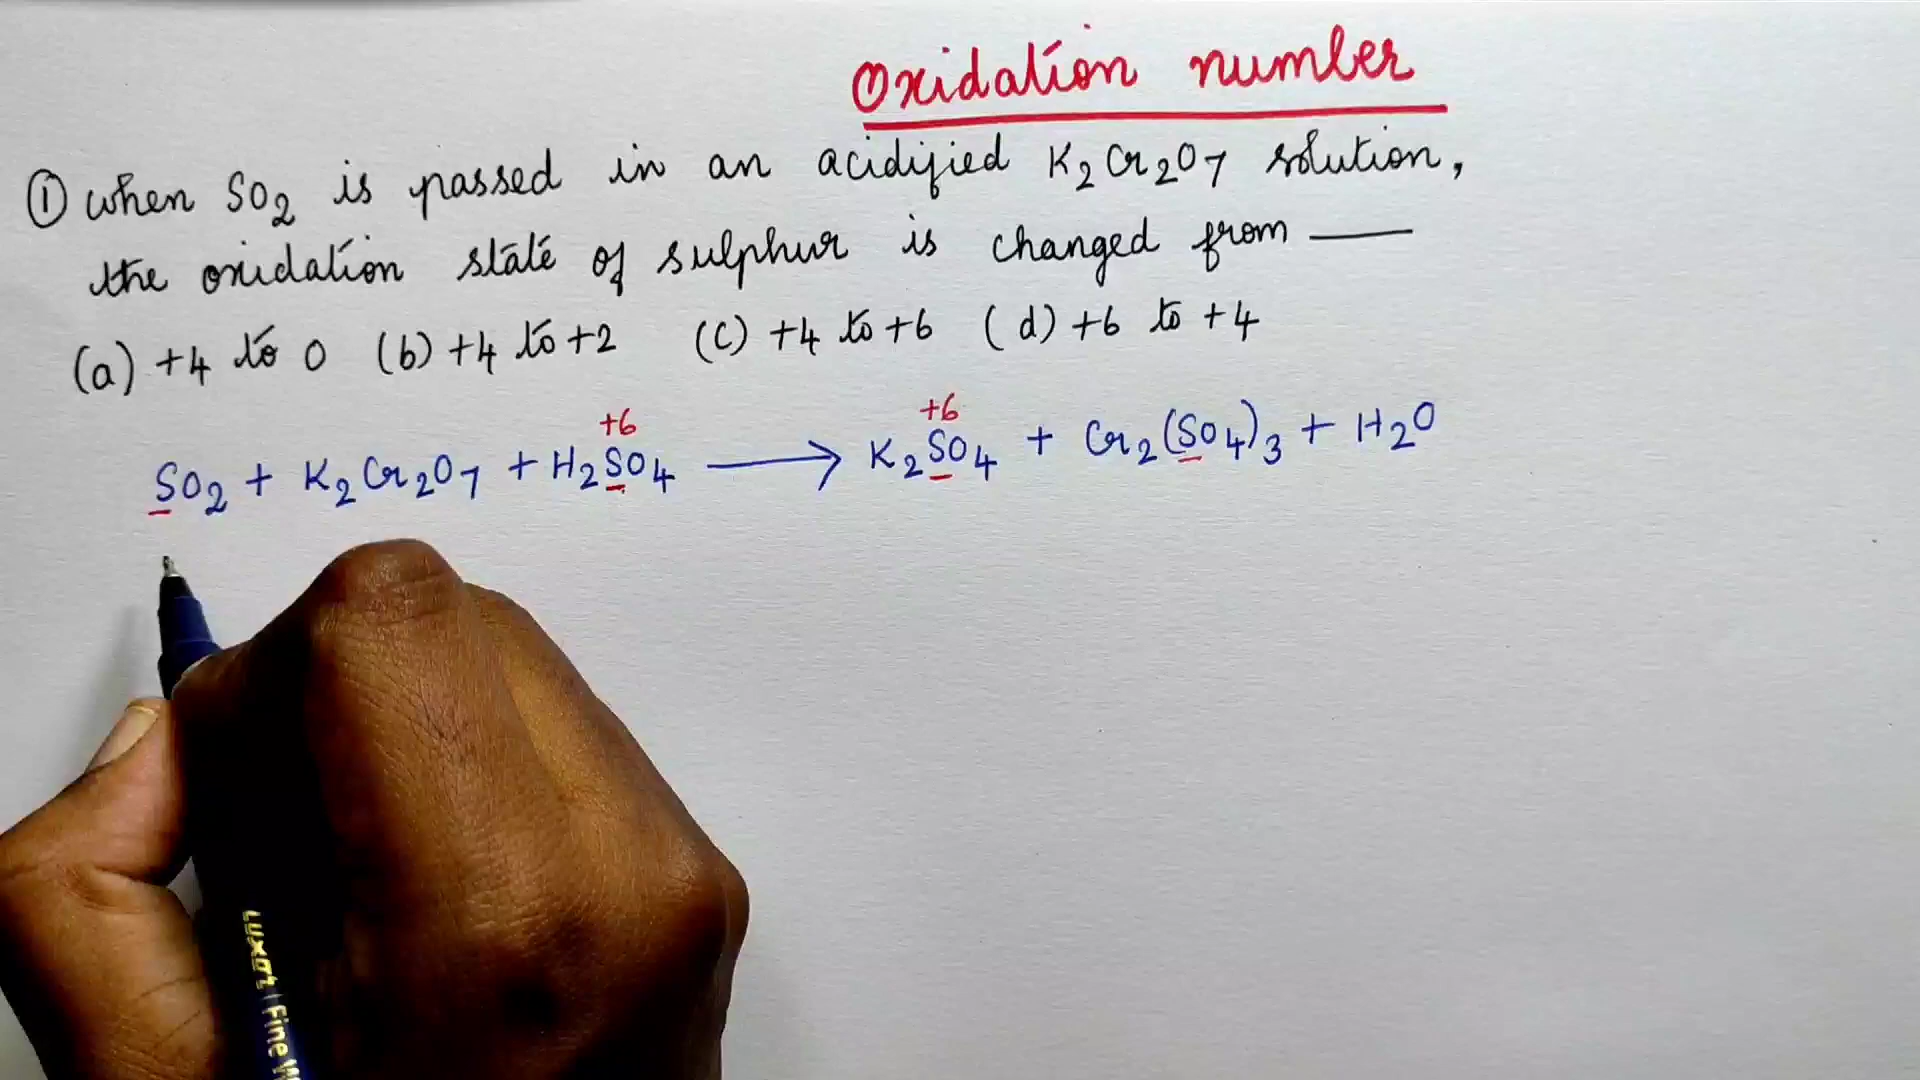 Oxidation number
① when SO2 is passed in an acidified K2Cr2O7 solution,
the oxidation state of sulphur is changed from ——
(a) +4 to 0 (b) +4 to +2 (C) +4 to +6 (d) +6 to +4
+6 +6
SO2 + K2Cr2O7 + H2SO4 ⟶ K2SO4 + Cr2(SO4)3 + H2O
LUXOR | Fine W